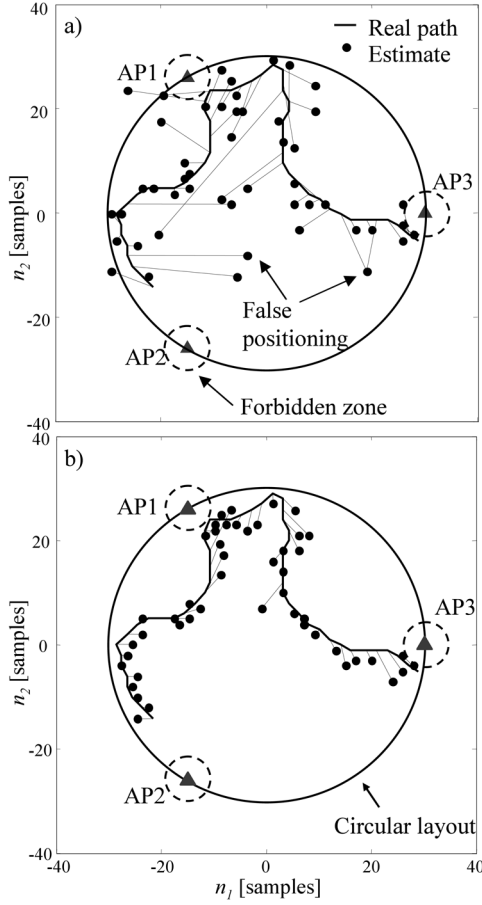 a)
Real path
Estimate
AP1
AP3
AP2
False
positioning
Forbidden zone
n2 [samples]
40
20
0
-20
-40
b)
AP1
AP3
AP2
Circular layout
n2 [samples]
40
20
0
-20
-40
-40
-20
0
20
40
n1 [samples]